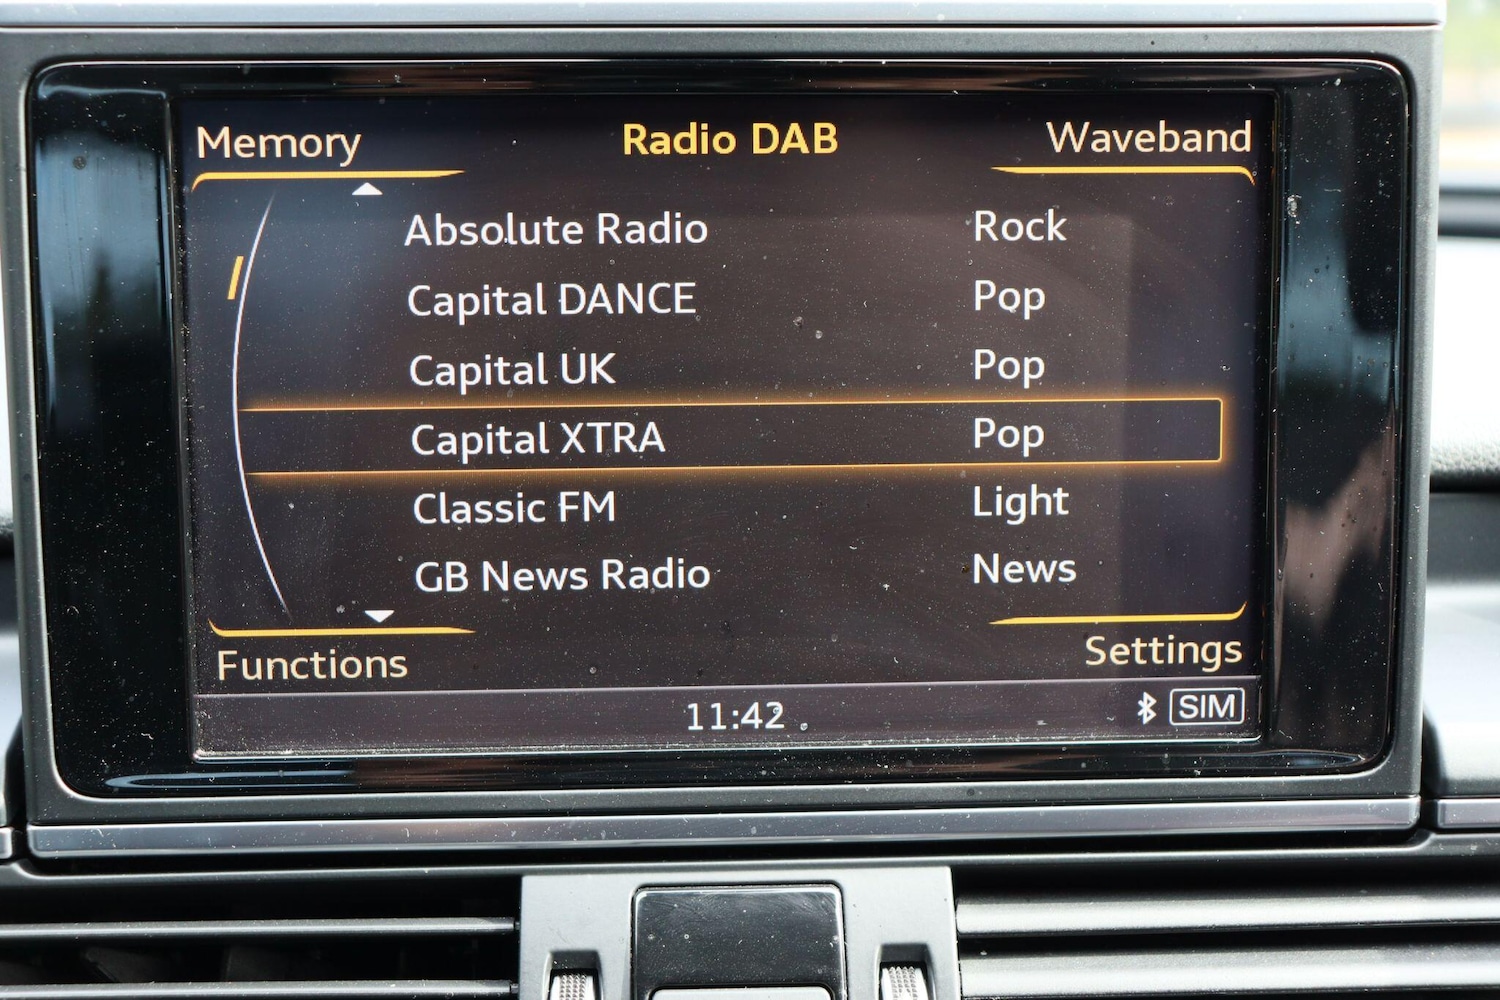 Memory Radio DAB Waveband
Absolute Radio Rock
Capital DANCE Pop
Capital UK Pop
Capital XTRA Pop
Classic FM Light
GB News Radio News
Functions Settings
11:42 SIM